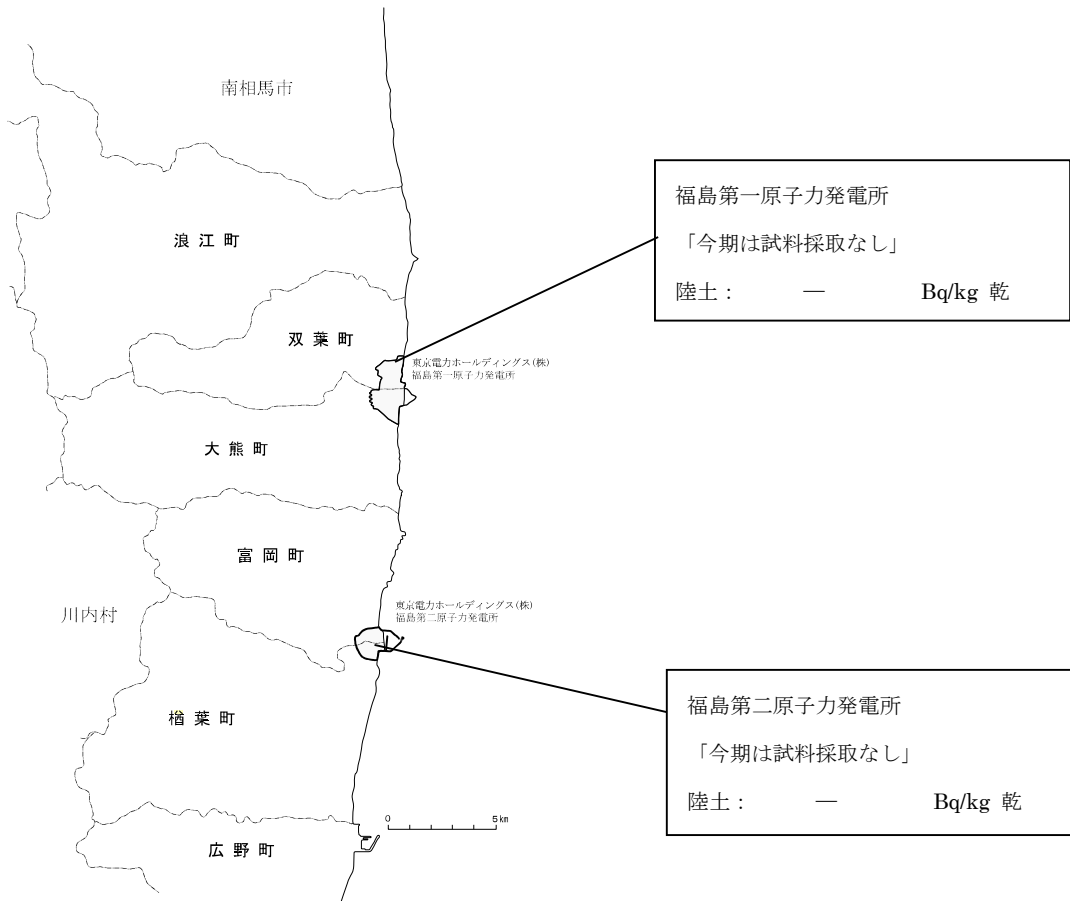 南相馬市
福島第一原子力発電所
「今期は試料採取なし」
陸土： ― Bq/kg 乾
浪 江 町
双 葉 町
東京電力ホールディングス(株)
福島第一原子力発電所
大 熊 町
富 岡 町
川内村
東京電力ホールディングス(株)
福島第二原子力発電所
福島第二原子力発電所
「今期は試料採取なし」
陸土： ― Bq/kg 乾
楢 葉 町
0 5km
広 野 町